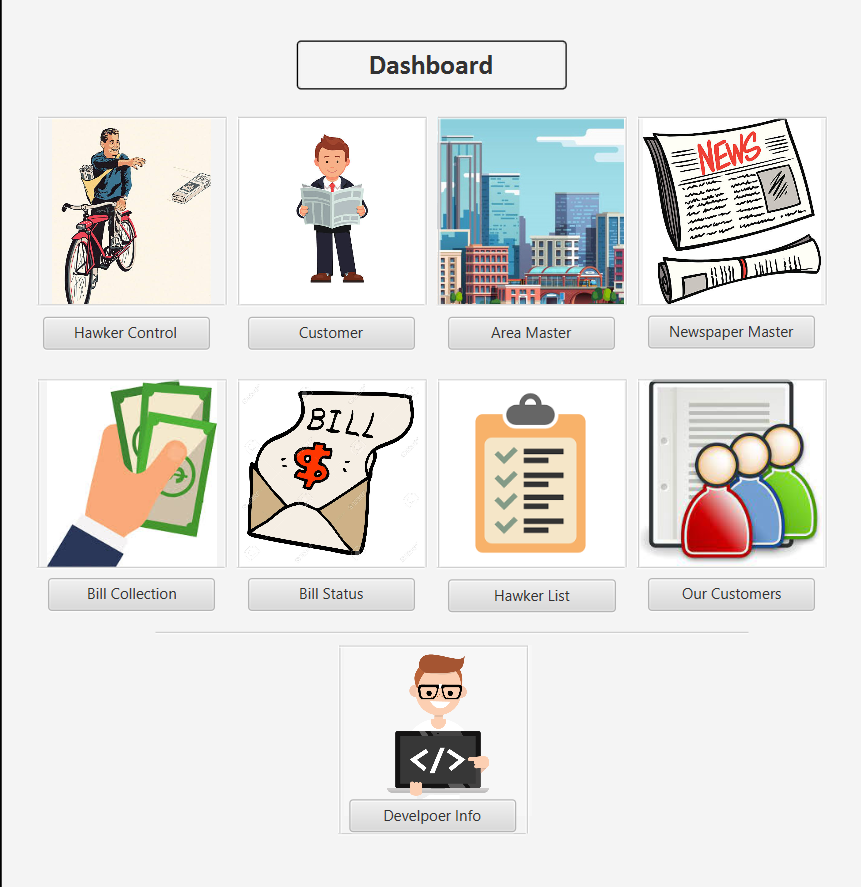 Dashboard
NEWS
Hawker Control
Customer
Area Master
Newspaper Master
BILL
$
</>
Bill Collection
Bill Status
Hawker List
Our Customers
Develpoer Info